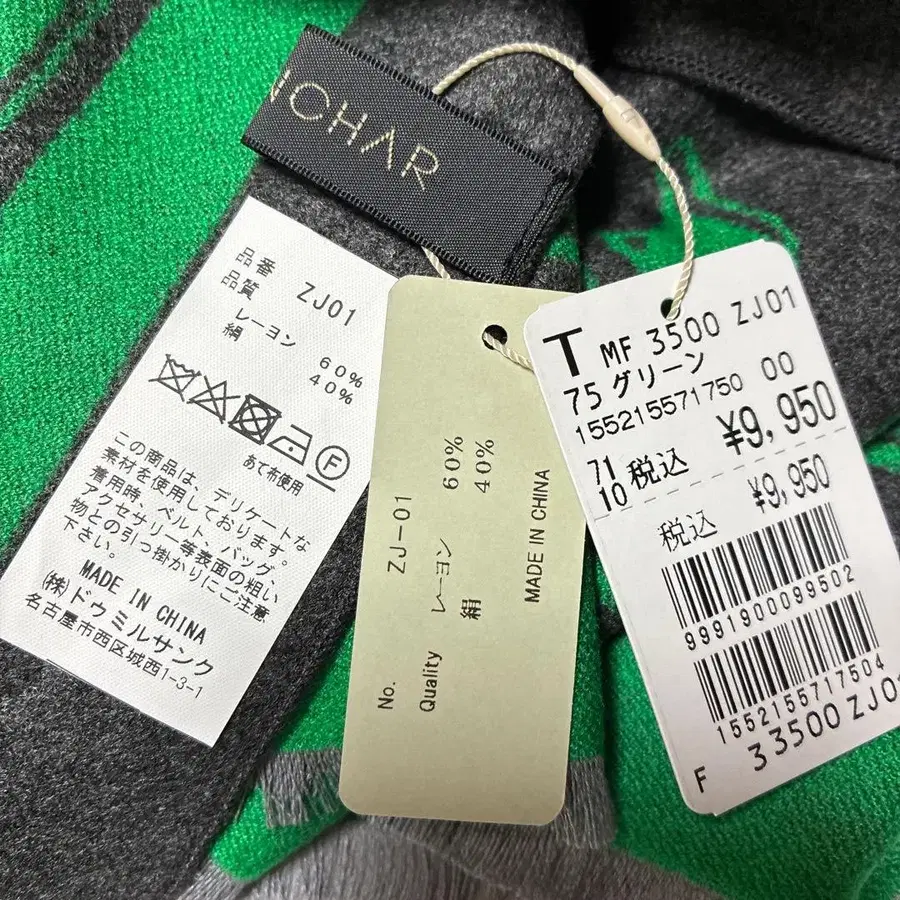 NCHAR
品番 ZJ01
品質
レーヨン 60%
絹 40%
あて布使用
F
この商品は、デリケートな
素材を使用しております。
着用時、ベルト、バッグ、
アクセサリー等表面の粗い
物との引っ掛かりにご注意
下さい。
MADE IN CHINA
㈱ドゥミルサンク
名古屋市西区城西1-3-1
No. ZJ-01
Quality レーヨン 60%
絹 40%
MADE IN CHINA
T MF 3500 ZJ01
75グリーン
155215571750 00
71
10 税込 ¥9,950
税込 ¥9,950
9991900099502
1552155717504
F 33500 ZJ01